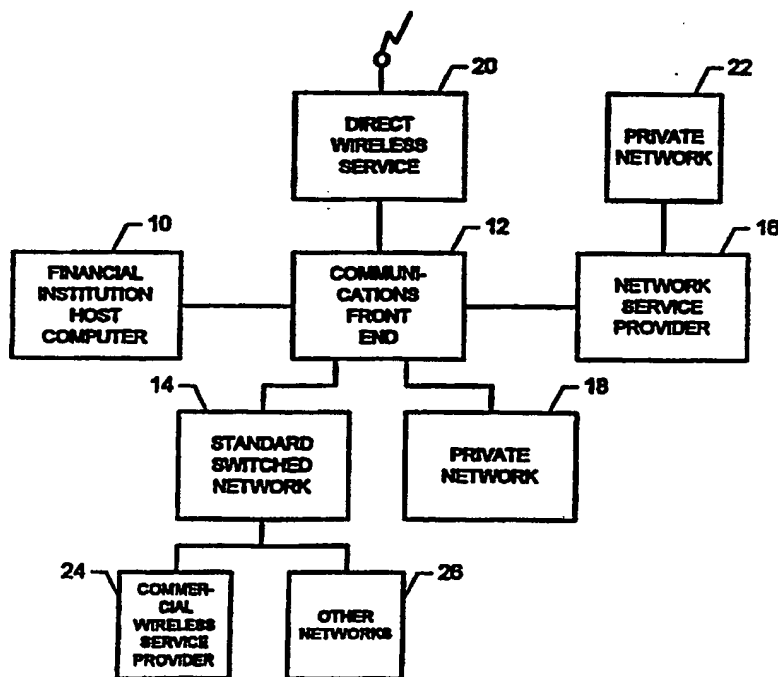 20
DIRECT
WIRELESS
SERVICE
22
PRIVATE
NETWORK
10
FINANCIAL
INSTITUTION
HOST
COMPUTER
12
COMMUNI-
CATIONS
FRONT
END
16
NETWORK
SERVICE
PROVIDER
14
STANDARD
SWITCHED
NETWORK
18
PRIVATE
NETWORK
24
COMMER-
CIAL
WIRELESS
SERVICE
PROVIDER
26
OTHER
NETWORKS